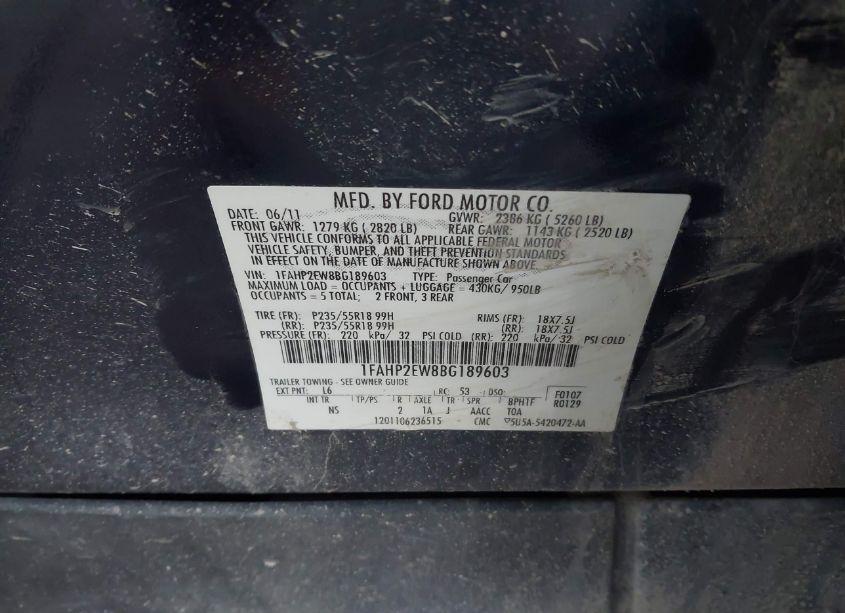 MFD. BY FORD MOTOR CO.
DATE: 06/11 GVWR: 2386 KG ( 5260 LB)
FRONT GAWR: 1279 KG ( 2820 LB) REAR GAWR: 1143 KG ( 2520 LB)
THIS VEHICLE CONFORMS TO ALL APPLICABLE FEDERAL MOTOR
VEHICLE SAFETY, BUMPER, AND THEFT PREVENTION STANDARDS
IN EFFECT ON THE DATE OF MANUFACTURE SHOWN ABOVE.
VIN: 1FAHP2EW8BG189603 TYPE: Passenger Car
MAXIMUM LOAD = OCCUPANTS + LUGGAGE = 430KG/ 950LB
OCCUPANTS = 5 TOTAL; 2 FRONT, 3 REAR
TIRE (FR): P235/55R18 99H RIMS (FR): 18X7.5J
(RR): P235/55R18 99H (RR): 18X7.5J
PRESSURE (FR): 220 kPa/ 32 PSI COLD (RR): 220 kPa/ 32 PSI COLD
1FAHP2EW8BG189603
TRAILER TOWING - SEE OWNER GUIDE
EXT PNT: L6 RC: 53 DSO: F0107
INT TR TP/PS R AXLE TR SPR BPHTF R0129
NS 2 1A J AACC TOA
1201106236515 CMC 5U5A-5420472-AA